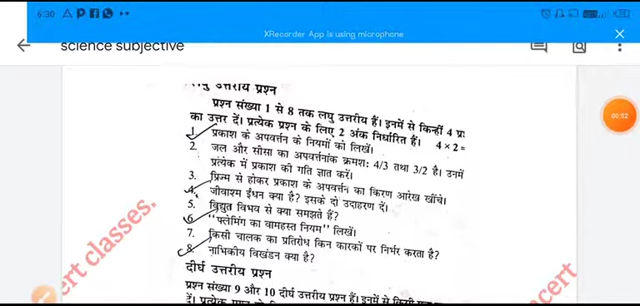 6:30
XRecorder App is using microphone
science subjective
00:52
लघु उत्तरीय प्रश्न
प्रश्न संख्या 1 से 8 तक लघु उत्तरीय हैं। इनमें से किन्हीं 4 प्र
का उत्तर दें। प्रत्येक प्रश्न के लिए 2 अंक निर्धारित हैं। 4 × 2 =
1. प्रकाश के अपवर्त्तन के नियमों को लिखें।
2. जल और सीसा का अपवर्त्तनांक क्रमश: 4/3 तथा 3/2 है। उनमें
प्रत्येक में प्रकाश की गति ज्ञात करें।
3. प्रिज्म से होकर प्रकाश के अपवर्त्तन का किरण आरेख खींचे।
4. जीवाश्म ईंधन क्या है? इसके दो उदाहरण दें।
5. विद्युत विभव से क्या समझते हैं?
6. "फ्लेमिंग का वामहस्त नियम" लिखें।
7. किसी चालक का प्रतिरोध किन कारकों पर निर्भर करता है?
8. नाभिकीय विखंडन क्या है?
दीर्घ उत्तरीय प्रश्न
प्रश्न संख्या 9 और 10 दीर्घ उत्तरीय प्रश्न हैं। इनमें से किसी
cert classes.
ncert c